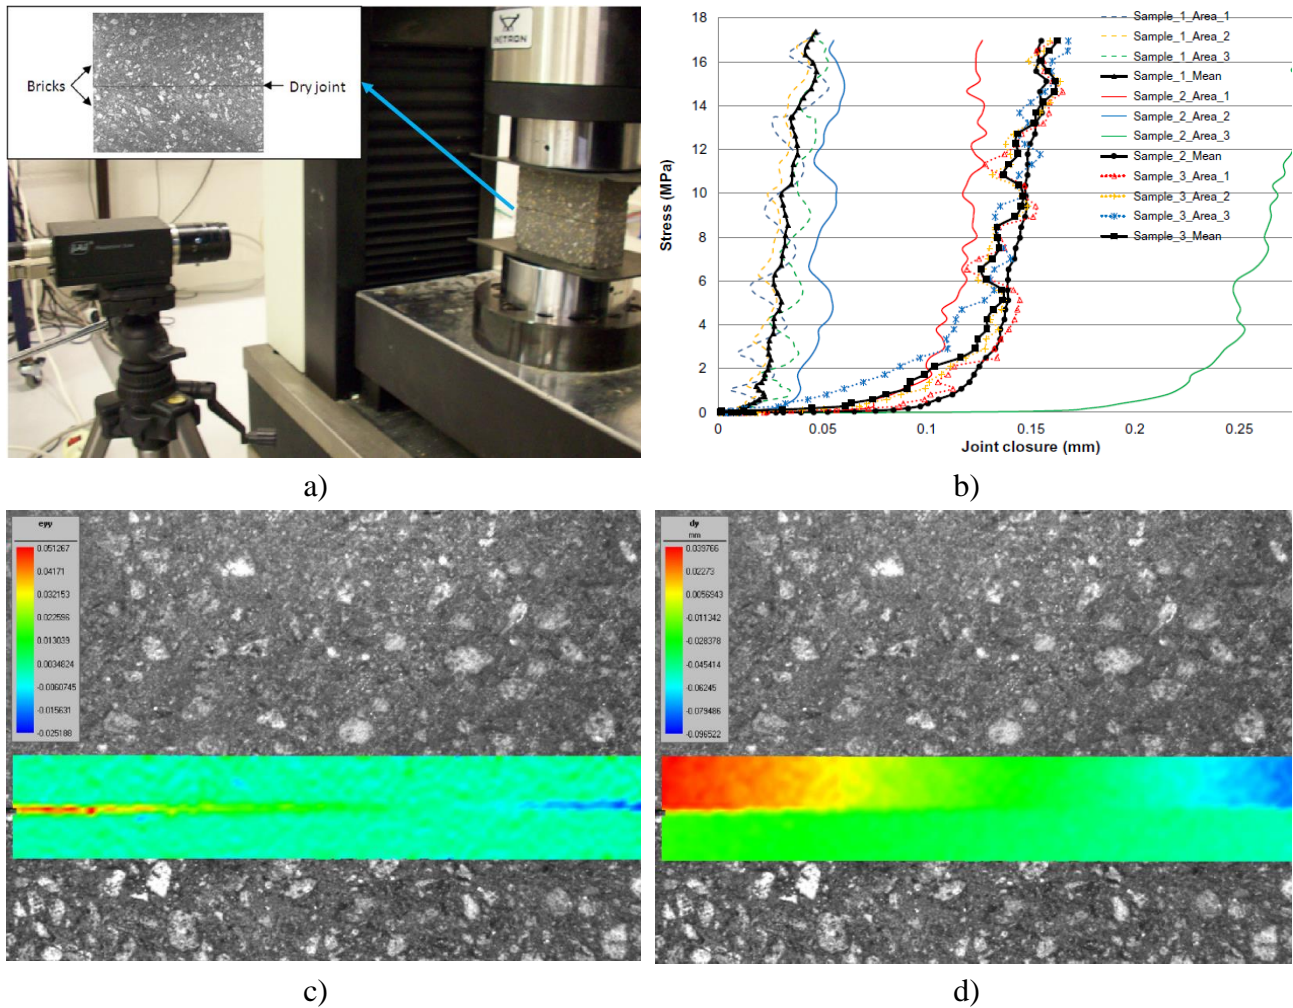 Bricks
Dry joint
INSTRON
a)
18
16
14
12
10
8
6
4
2
0
Stress (MPa)
0
0.05
0.1
0.15
0.2
0.25
Joint closure (mm)
Sample_1_Area_1
Sample_1_Area_2
Sample_1_Area_3
Sample_1_Mean
Sample_2_Area_1
Sample_2_Area_2
Sample_2_Area_3
Sample_2_Mean
Sample_3_Area_1
Sample_3_Area_2
Sample_3_Area_3
Sample_3_Mean
b)
eyy
0.051267
0.04171
0.032153
0.022596
0.013039
0.0034824
-0.0060745
-0.015631
-0.025188
c)
dy
mm
0.039766
0.02273
0.0056943
-0.011342
-0.028378
-0.045414
-0.06245
-0.079486
-0.096522
d)